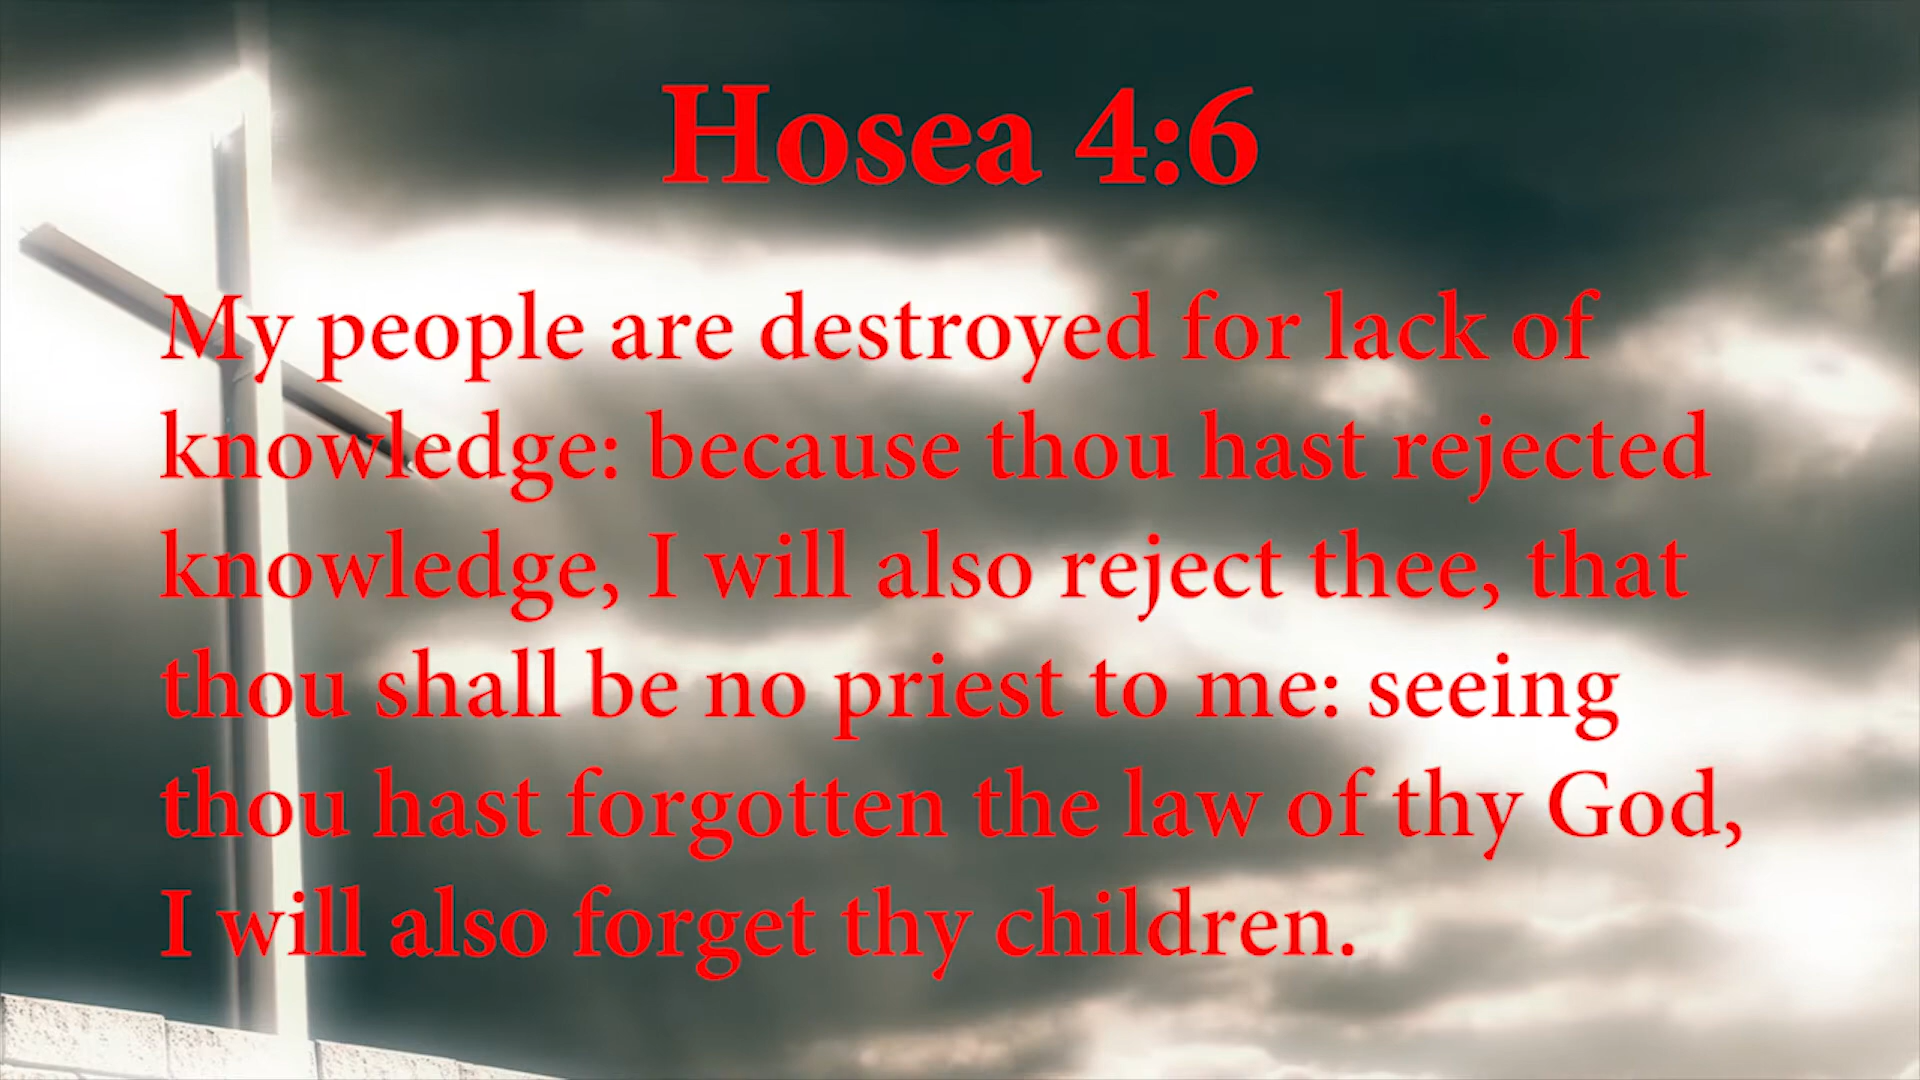 Hosea 4:6
My people are destroyed for lack of
knowledge: because thou hast rejected
knowledge, I will also reject thee, that
thou shall be no priest to me: seeing
thou hast forgotten the law of thy God,
I will also forget thy children.